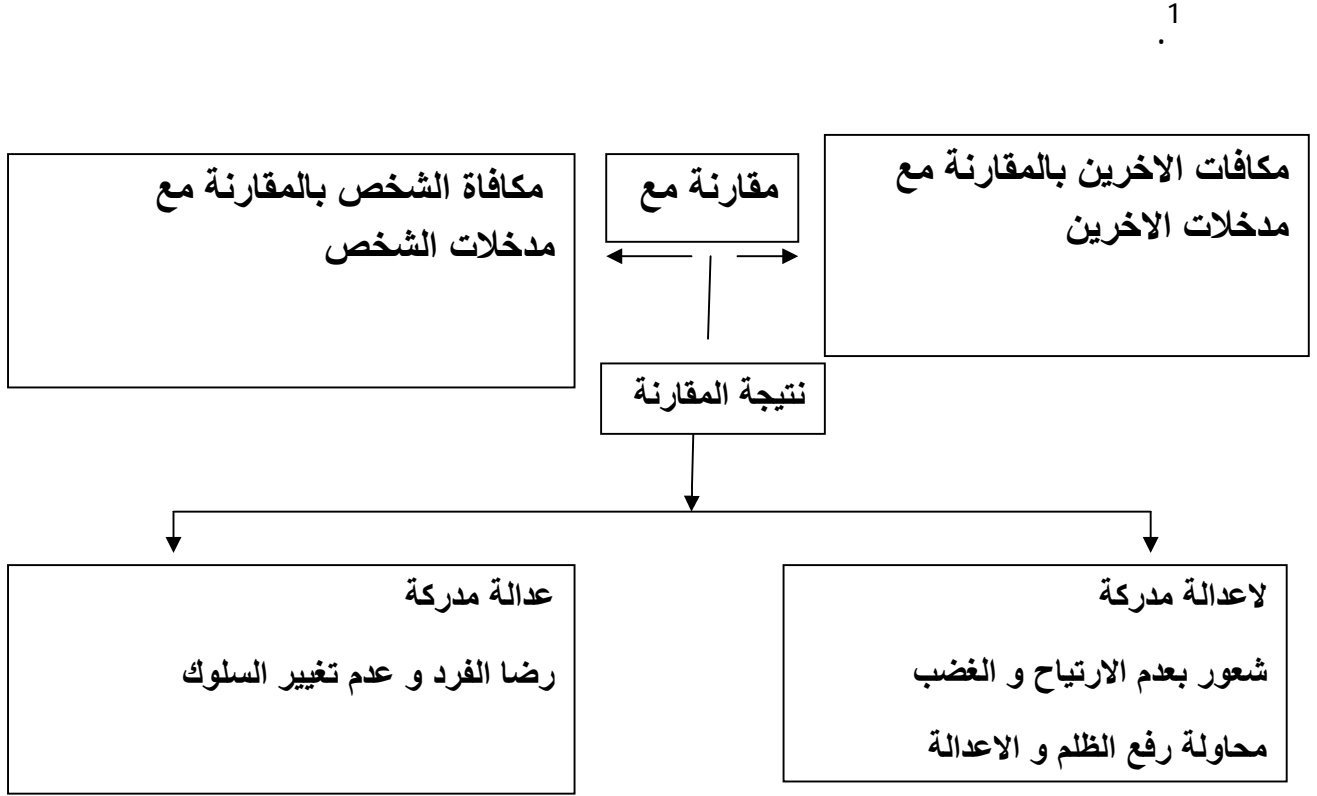 1
.
مكافات الاخرين بالمقارنة مع
مدخلات الاخرين
مقارنة مع
مكافاة الشخص بالمقارنة مع
مدخلات الشخص
نتيجة المقارنة
لاعدالة مدركة
شعور بعدم الارتياح و الغضب
محاولة رفع الظلم و الاعدالة
عدالة مدركة
رضا الفرد و عدم تغيير السلوك